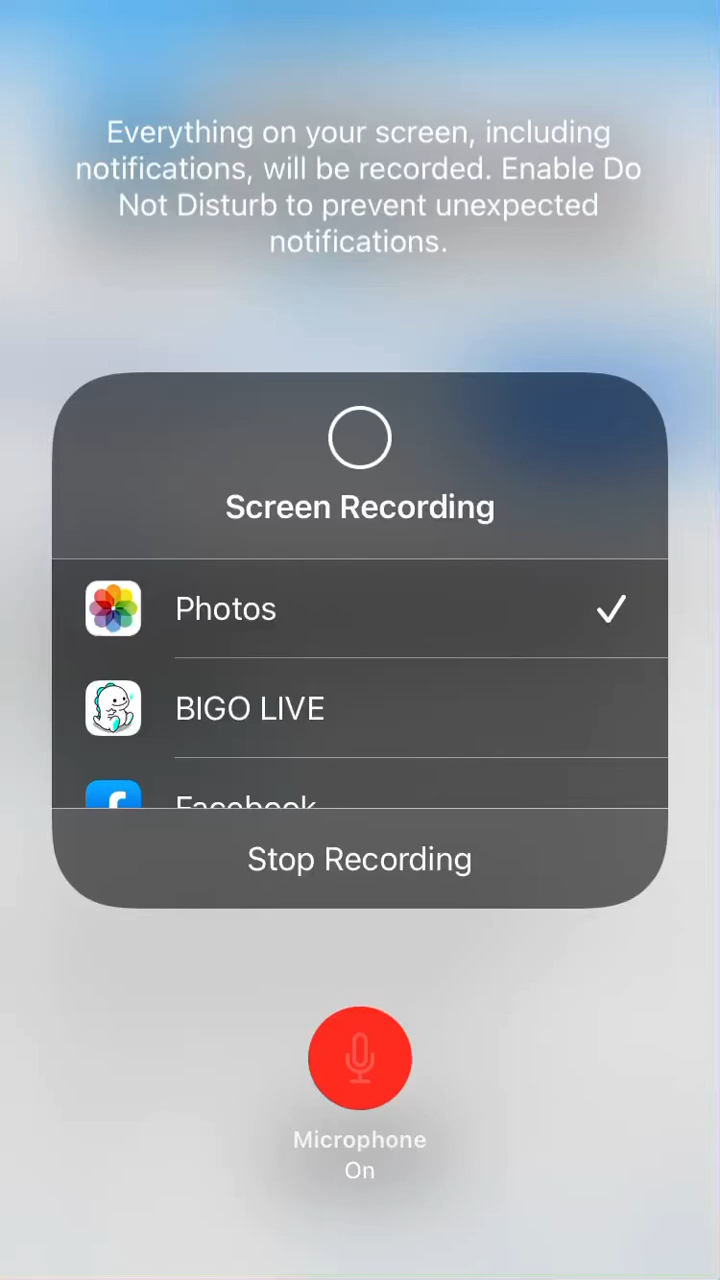 Everything on your screen, including
notifications, will be recorded. Enable Do
Not Disturb to prevent unexpected
notifications.
Screen Recording
Photos
BIGO LIVE
Facebook
Stop Recording
Microphone
On